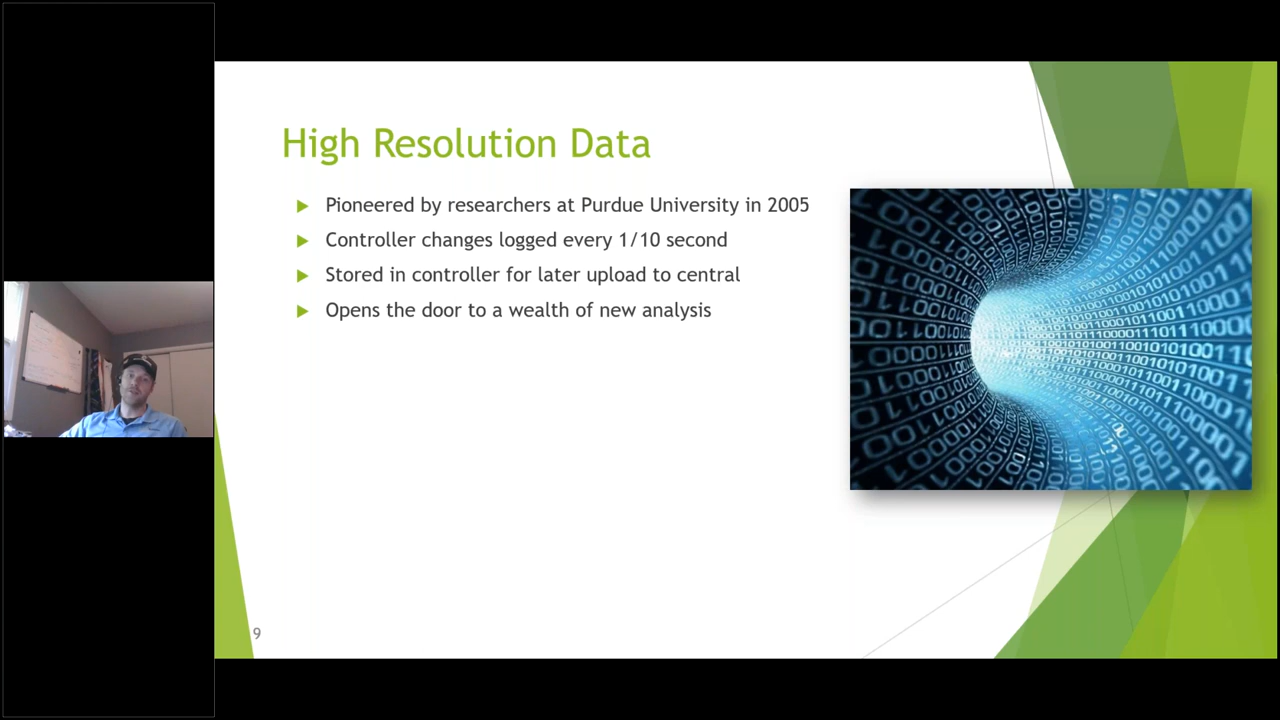 High Resolution Data
Pioneered by researchers at Purdue University in 2005
Controller changes logged every 1/10 second
Stored in controller for later upload to central
Opens the door to a wealth of new analysis
9